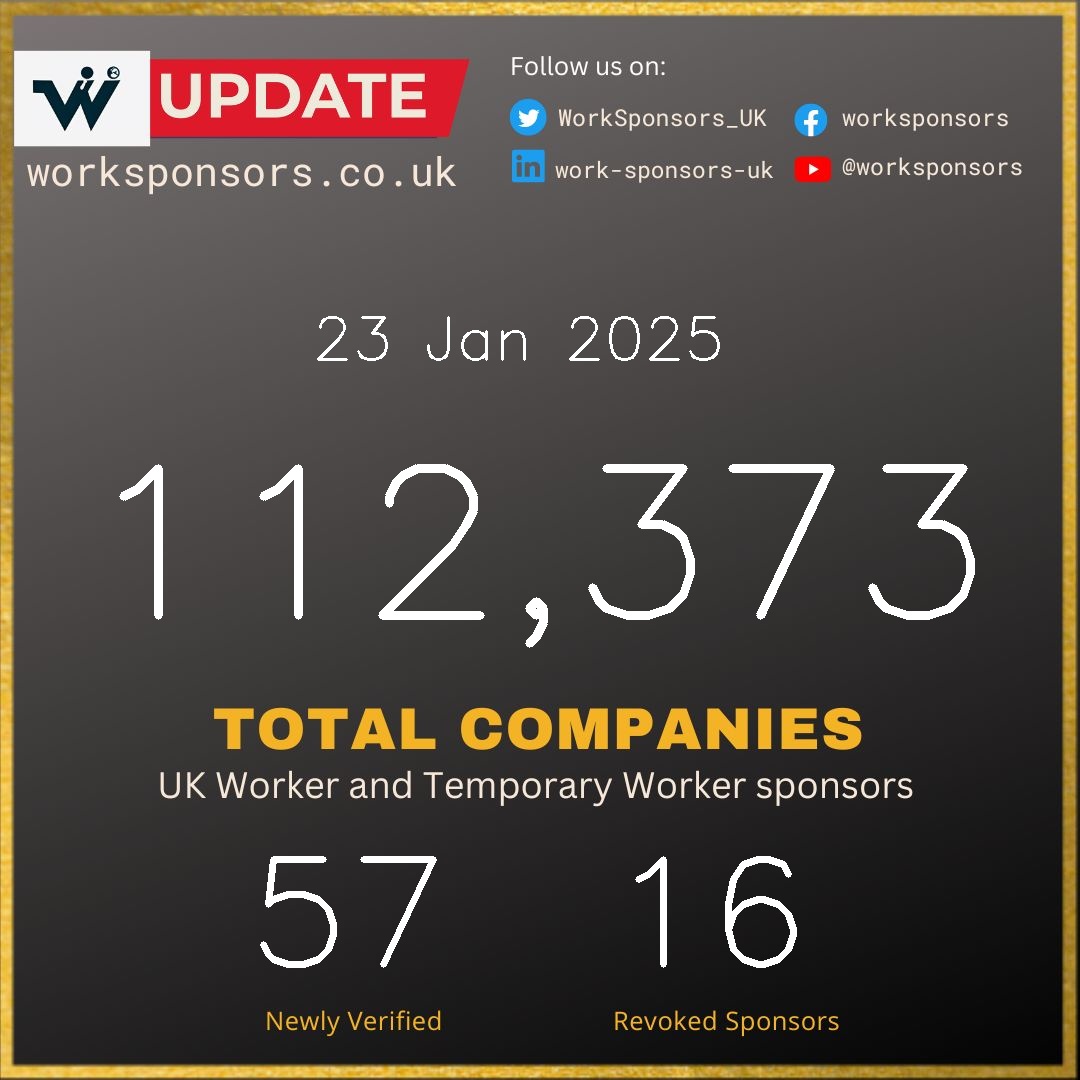 UPDATE
worksponsors.co.uk
Follow us on:
WorkSponsors_UK
worksponsors
work-sponsors-uk
@worksponsors
23 Jan 2025
112,373
TOTAL COMPANIES
UK Worker and Temporary Worker sponsors
57
16
Newly Verified
Revoked Sponsors